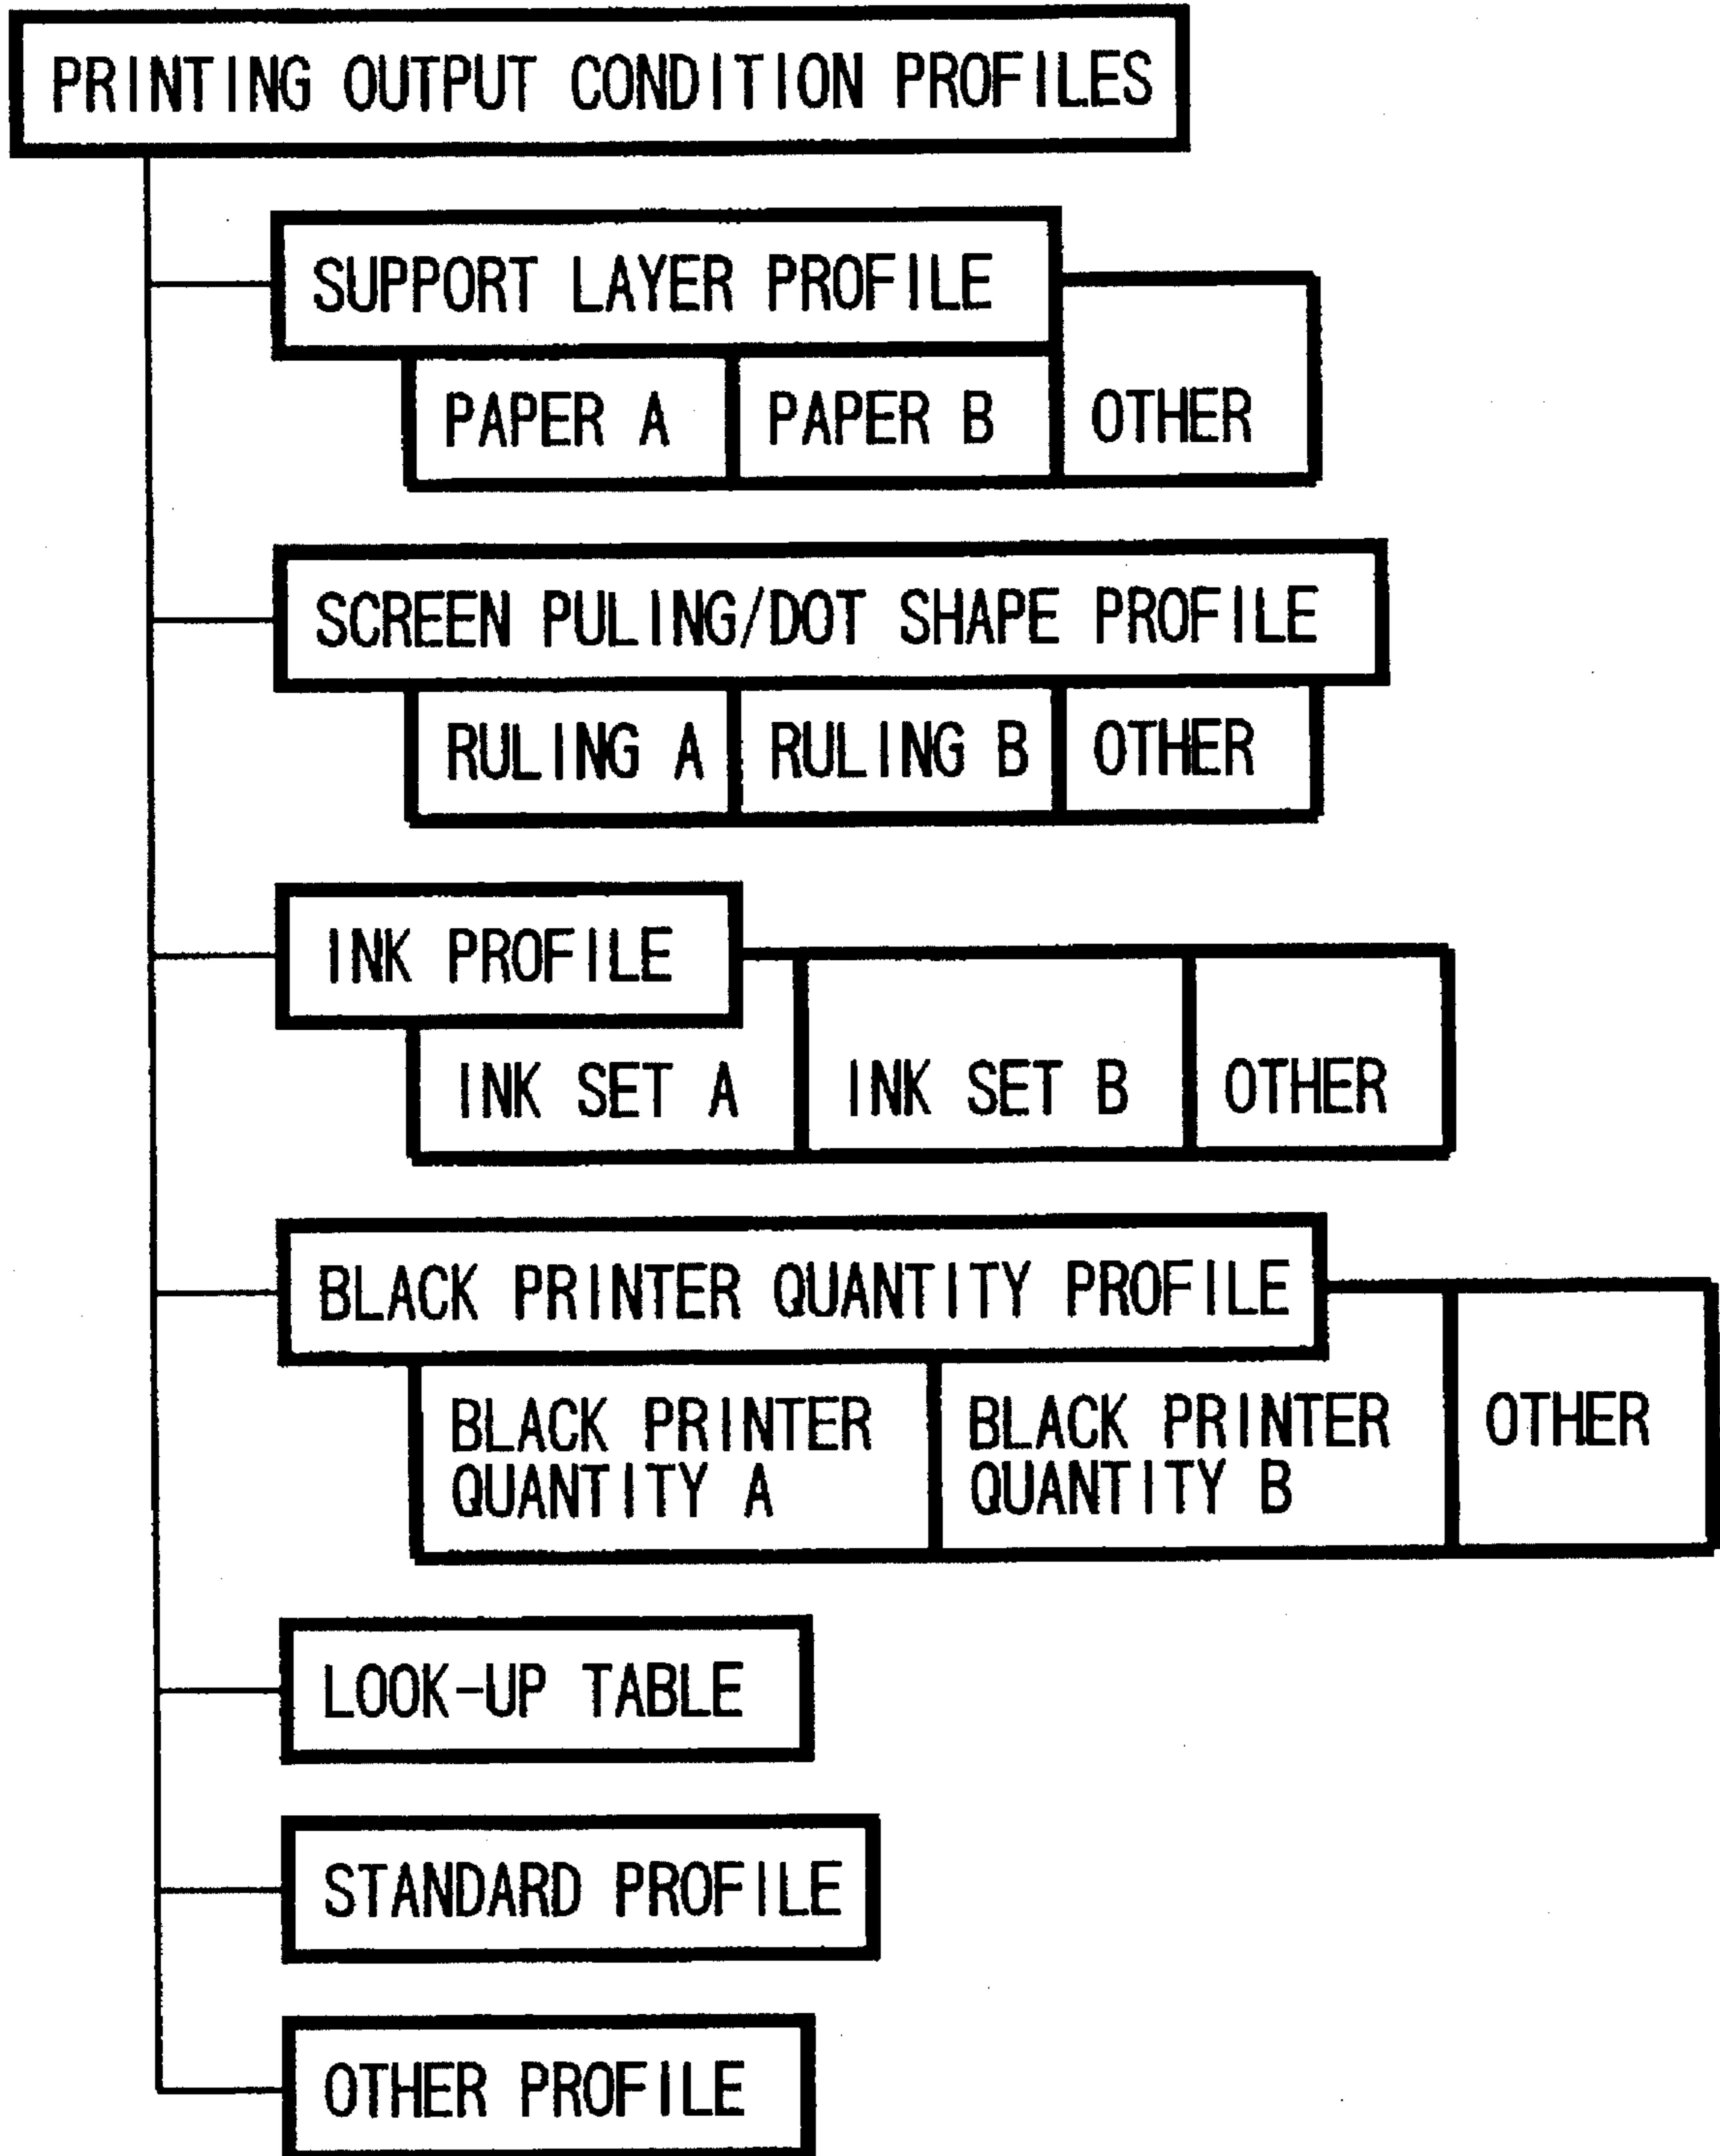 PRINTING OUTPUT CONDITION PROFILES
SUPPORT LAYER PROFILE
PAPER A PAPER B OTHER
SCREEN PULING/DOT SHAPE PROFILE
RULING A RULING B OTHER
INK PROFILE
INK SET A INK SET B OTHER
BLACK PRINTER QUANTITY PROFILE
BLACK PRINTER QUANTITY A
BLACK PRINTER QUANTITY B
OTHER
LOOK-UP TABLE
STANDARD PROFILE
OTHER PROFILE